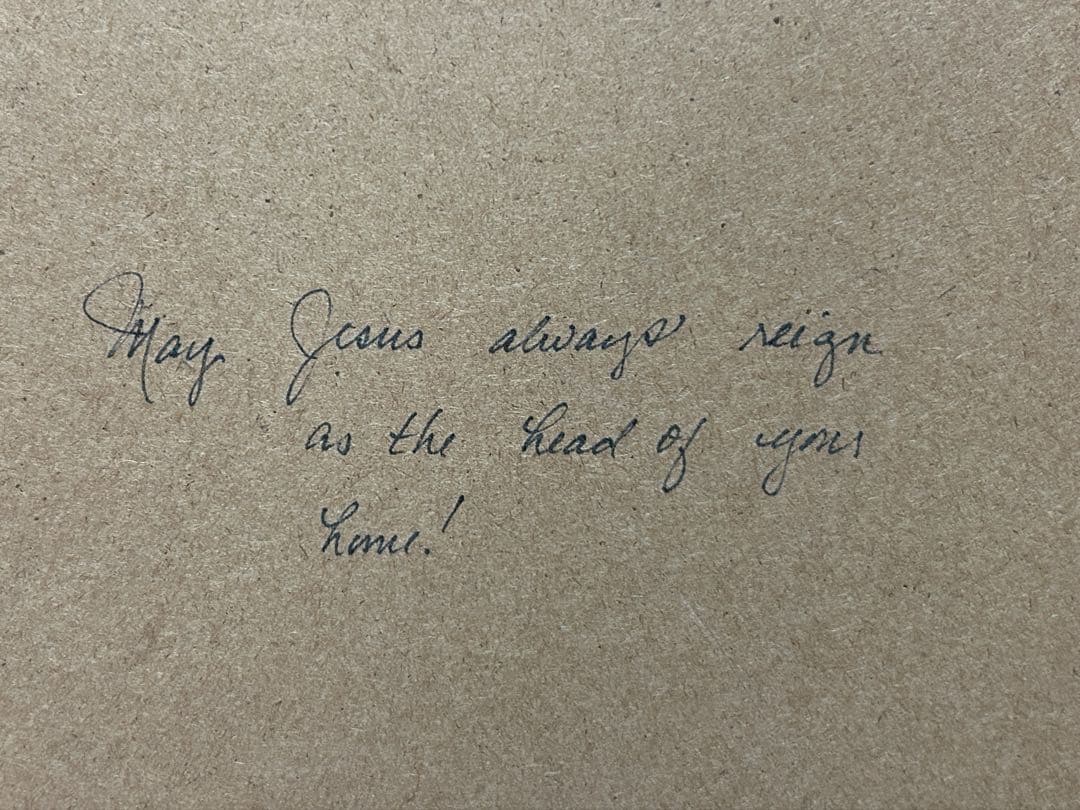 May Jesus always reign
as the head of your
home!